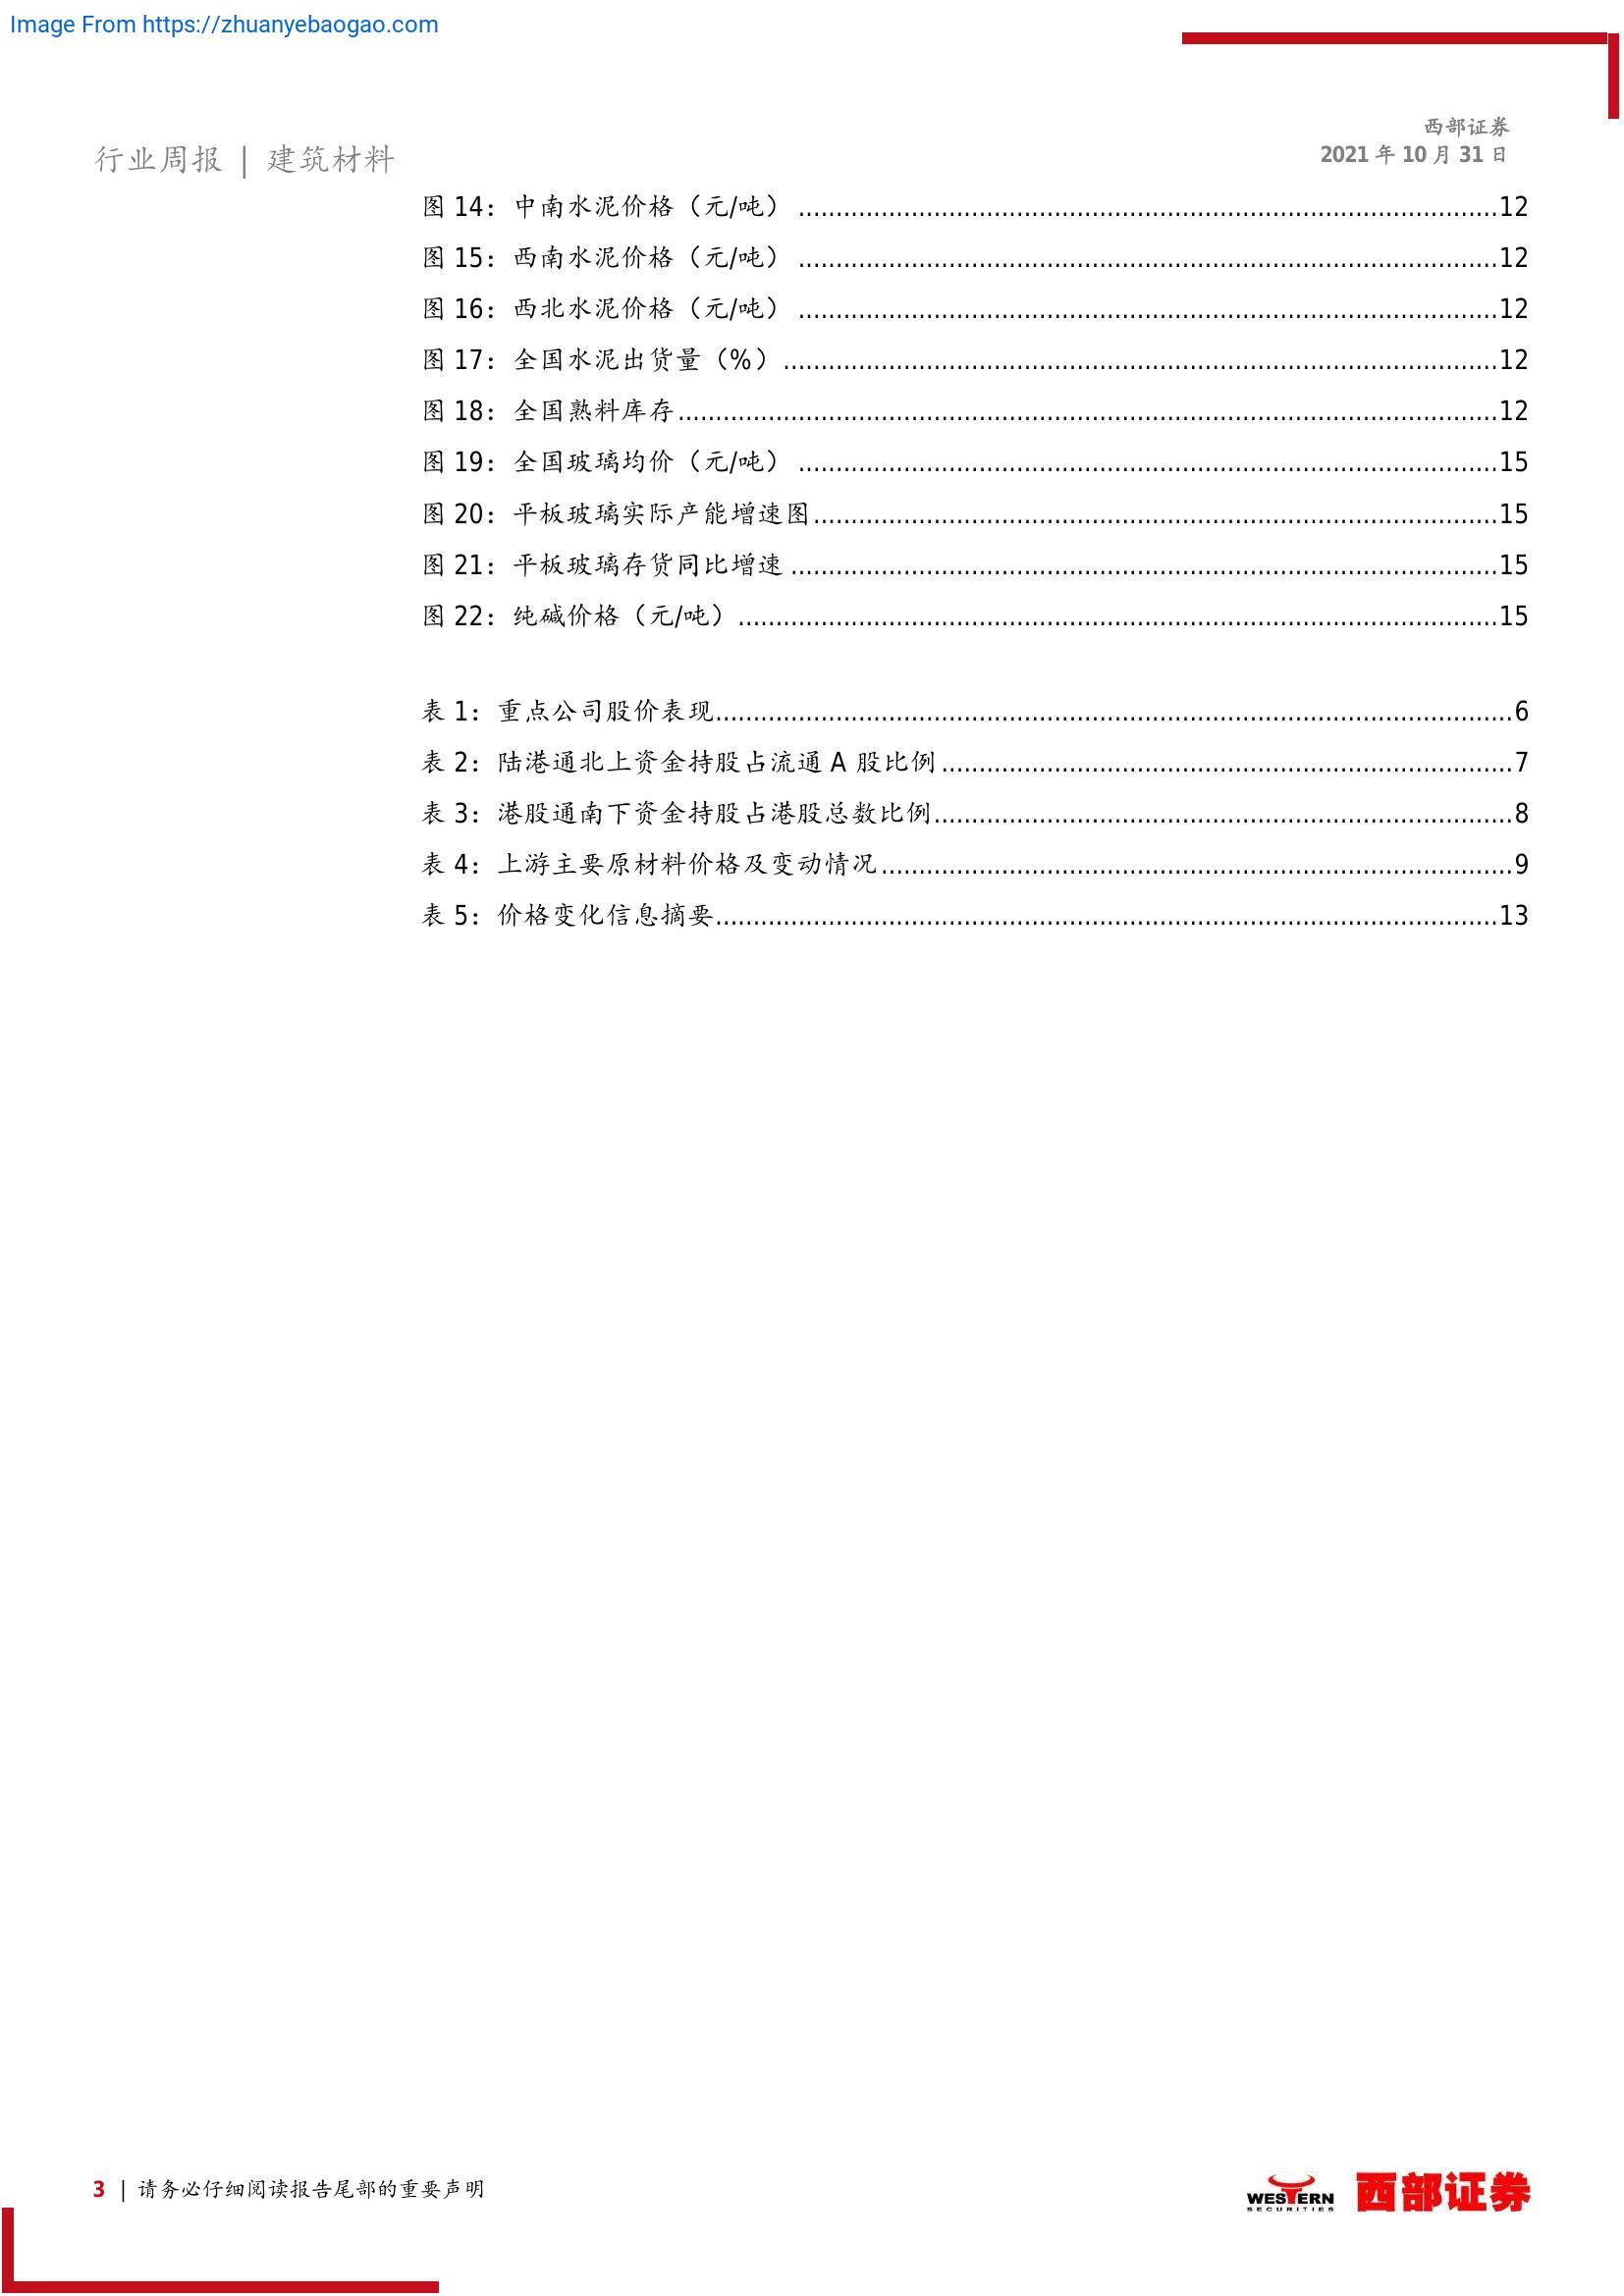 Image From https://zhuanyebaogao.com
西部证券
行业周报 | 建筑材料
2021 年 10 月 31 日
图 14：中南水泥价格（元/吨） ....................................................................................12
图 15：西南水泥价格（元/吨） ....................................................................................12
图 16：西北水泥价格（元/吨） ....................................................................................12
图 17：全国水泥出货量（%） ....................................................................................12
图 18：全国熟料库存....................................................................................12
图 19：全国玻璃均价（元/吨） ....................................................................................15
图 20：平板玻璃实际产能增速图....................................................................................15
图 21：平板玻璃存货同比增速 ....................................................................................15
图 22：纯碱价格（元/吨）....................................................................................15
表 1：重点公司股价表现....................................................................................6
表 2：陆港通北上资金持股占流通 A 股比例 ....................................................................................7
表 3：港股通南下资金持股占港股总数比例....................................................................................8
表 4：上游主要原材料价格及变动情况....................................................................................9
表 5：价格变化信息摘要....................................................................................13
3 | 请务必仔细阅读报告尾部的重要声明
WESTERN
SECURITIES
西部证券